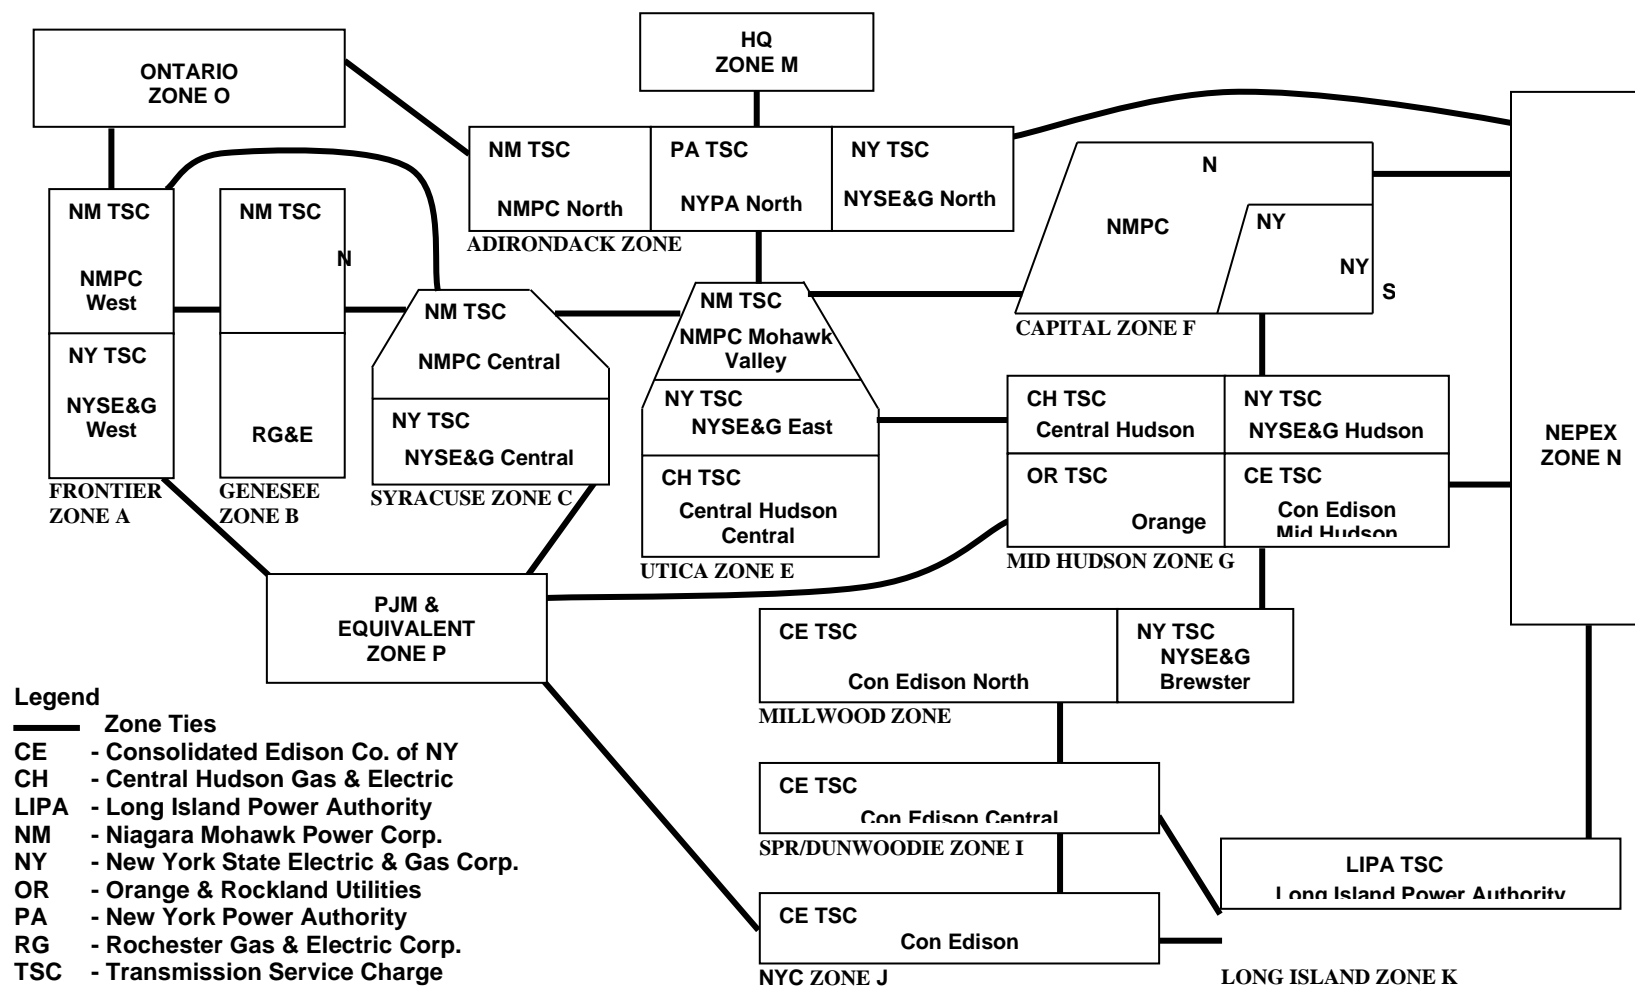 ONTARIO
ZONE O
HQ
ZONE M
NM TSC
NMPC North
PA TSC
NYPA North
NY TSC
NYSE&G North
ADIRONDACK ZONE
N
NMPC
NY
NY
S
CAPITAL ZONE F
NEPEX
ZONE N
NM TSC
NMPC
West
NY TSC
NYSE&G
West
FRONTIER
ZONE A
NM TSC
N
RG&E
GENESEE
ZONE B
NM TSC
NMPC Central
NY TSC
NYSE&G Central
SYRACUSE ZONE C
NM TSC
NMPC Mohawk
Valley
NY TSC
NYSE&G East
CH TSC
Central Hudson
Central
UTICA ZONE E
CH TSC
Central Hudson
NY TSC
NYSE&G Hudson
OR TSC
Orange
CE TSC
Con Edison
Mid Hudson
MID HUDSON ZONE G
PJM &
EQUIVALENT
ZONE P
CE TSC
Con Edison North
NY TSC
NYSE&G
Brewster
MILLWOOD ZONE
CE TSC
Con Edison Central
SPR/DUNWOODIE ZONE I
CE TSC
Con Edison
NYC ZONE J
LIPA TSC
Long Island Power Authority
LONG ISLAND ZONE K
Legend
Zone Ties
CE - Consolidated Edison Co. of NY
CH - Central Hudson Gas & Electric
LIPA - Long Island Power Authority
NM - Niagara Mohawk Power Corp.
NY - New York State Electric & Gas Corp.
OR - Orange & Rockland Utilities
PA - New York Power Authority
RG - Rochester Gas & Electric Corp.
TSC - Transmission Service Charge